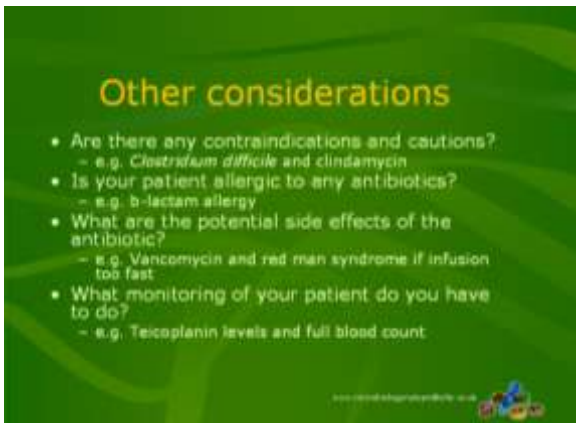 Other considerations
• Are there any contraindications and cautions?
– e.g. Clostridium difficile and clindamycin
• Is your patient allergic to any antibiotics?
– e.g. b-lactam allergy
• What are the potential side effects of the
antibiotic?
– e.g. Vancomycin and red man syndrome if infusion
too fast
• What monitoring of your patient do you have
to do?
– e.g. Teicoplanin levels and full blood count